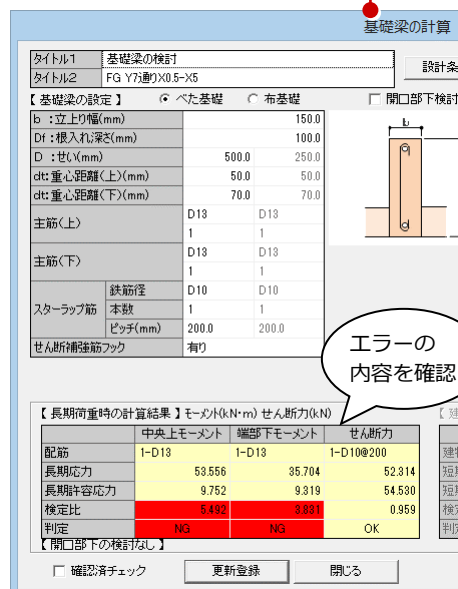 基礎梁の計算
タイトル1 基礎梁の検討
タイトル2 FG Y7通りX0.5-X5
設計条
【 基礎梁の設定 】 べた基礎 布基礎 開口部下検討
b :立上り幅(mm) 150.0
Df :根入れ深さ(mm) 100.0
D :せい(mm) 500.0 250.0
dt:重心距離(上)(mm) 50.0 50.0
dt:重心距離(下)(mm) 70.0 70.0
主筋(上) D13 D13
1 1
主筋(下) D13 D13
1 1
スターラップ筋 鉄筋径 D10 D10
本数 1 1
ピッチ(mm) 200.0 200.0
せん断補強筋フック 有り
b
エラーの
内容を確認
【 長期荷重時の計算結果 】モーメント(kN・m) せん断力(kN)
中央上モーメント 端部下モーメント せん断力
配筋 1-D13 1-D13 1-D10@200
長期応力 53.556 35.704 52.314
長期許容応力 9.752 9.319 54.530
検定比 5.492 3.831 0.959
判定 NG NG OK
【 開口部下の検討なし 】
【 建
建物
短期
短期
検定
判定
確認済チェック 更新登録 閉じる